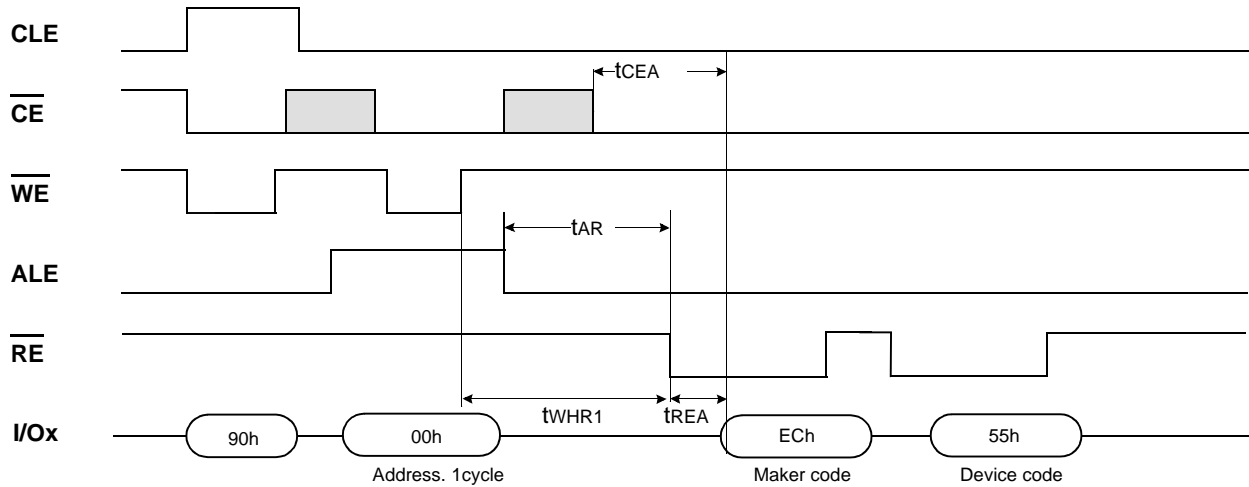 CLE
tCEA
CE
WE
tAR
ALE
RE
tWHR1 tREA
I/Ox 90h 00h ECh 55h
Address. 1cycle Maker code Device code